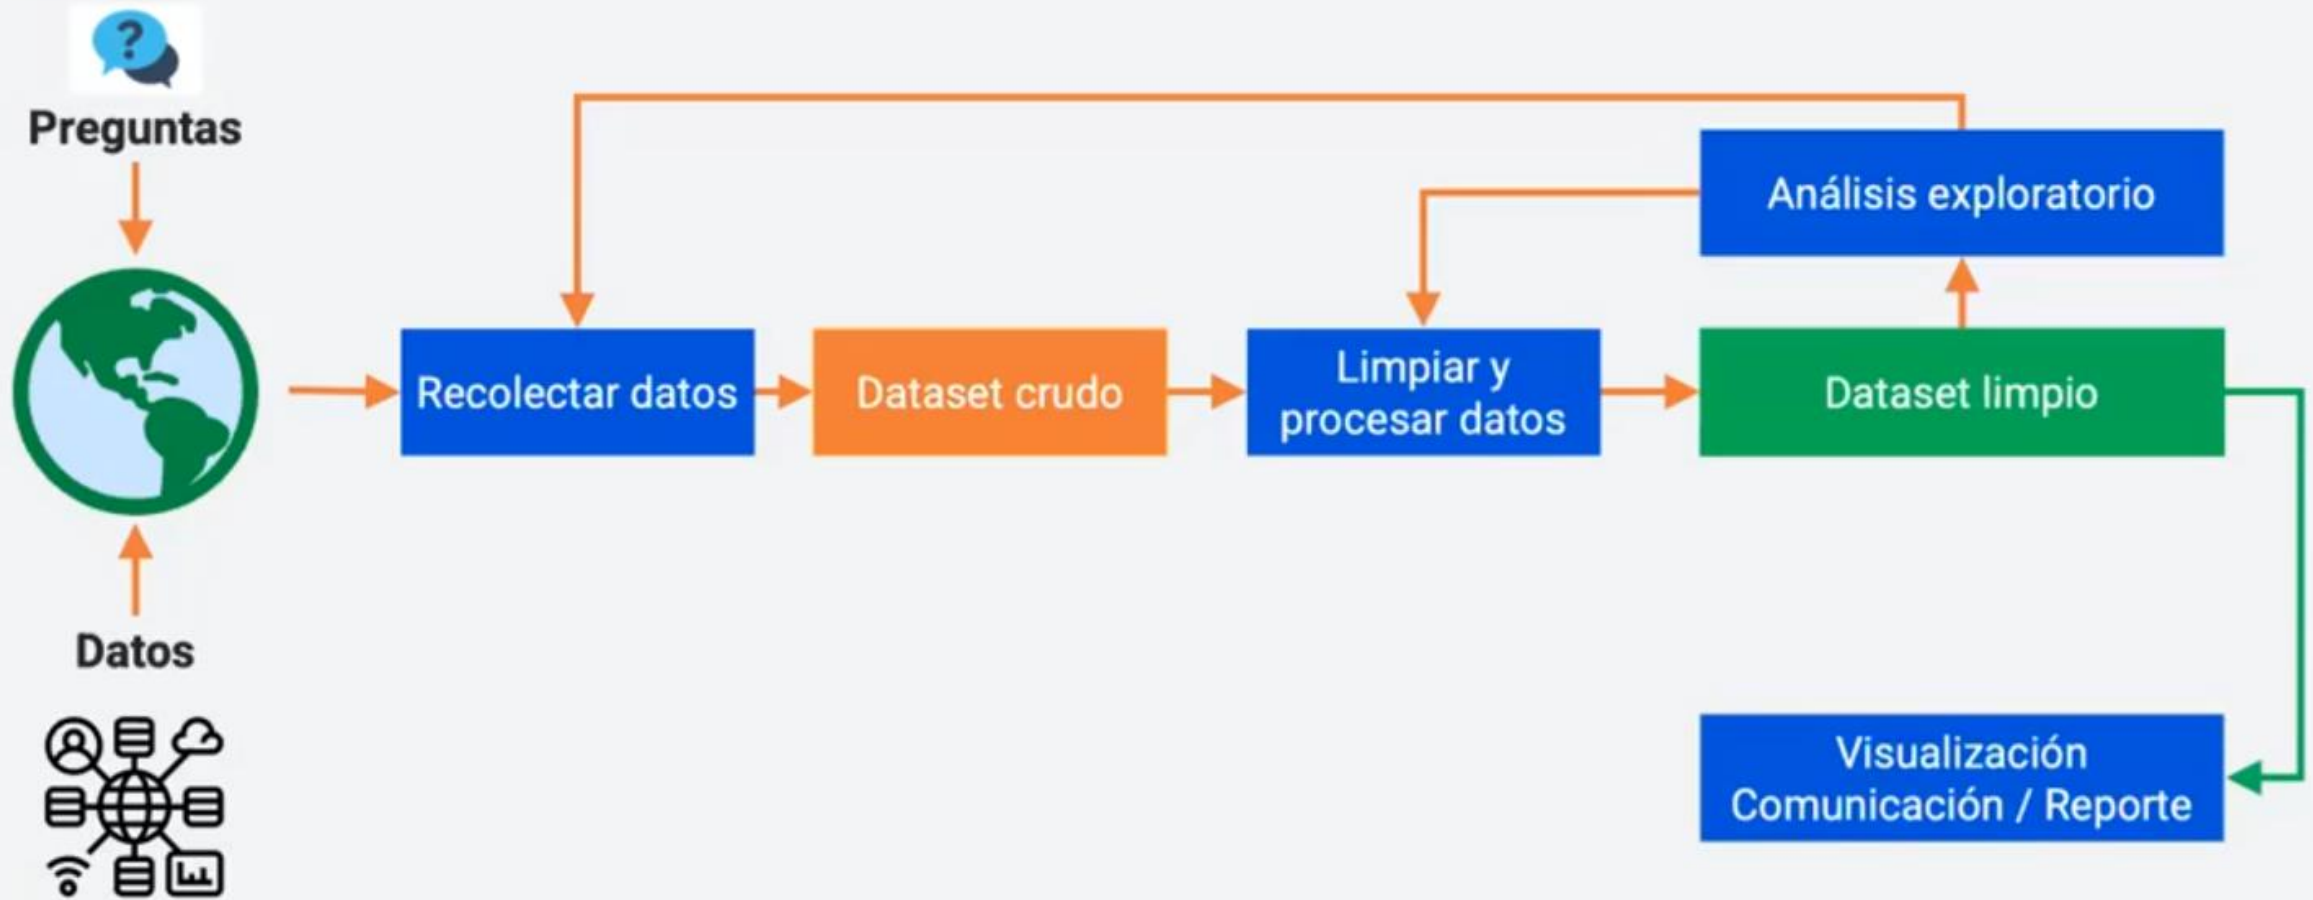 ?
Preguntas
Análisis exploratorio
Recolectar datos
Dataset crudo
Limpiar y
procesar datos
Dataset limpio
Datos
Visualización
Comunicación / Reporte